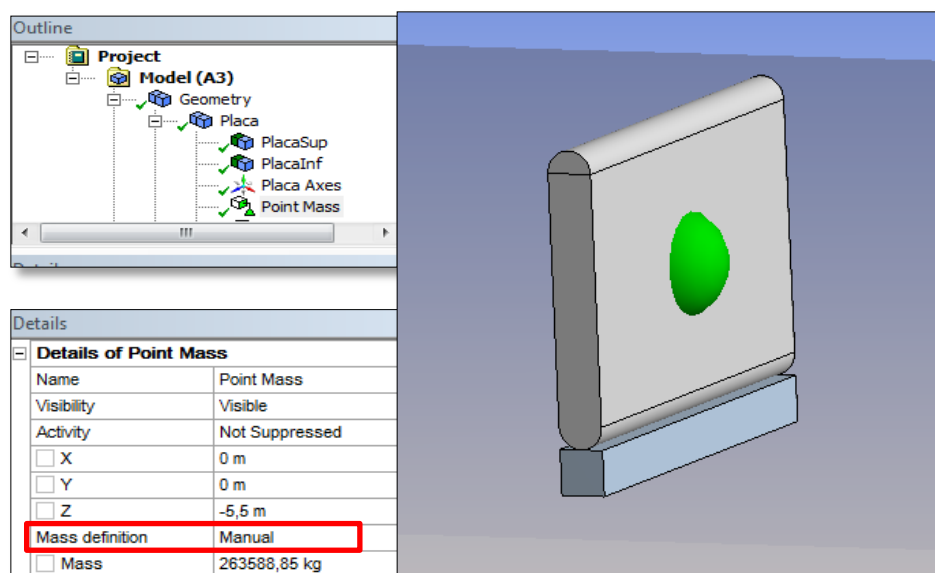 Outline
Project
Model (A3)
Geometry
Placa
PlacaSup
PlacaInf
Placa Axes
Point Mass
Details
Details of Point Mass
Name Point Mass
Visibility Visible
Activity Not Suppressed
X 0 m
Y 0 m
Z -5,5 m
Mass definition Manual
Mass 263588,85 kg